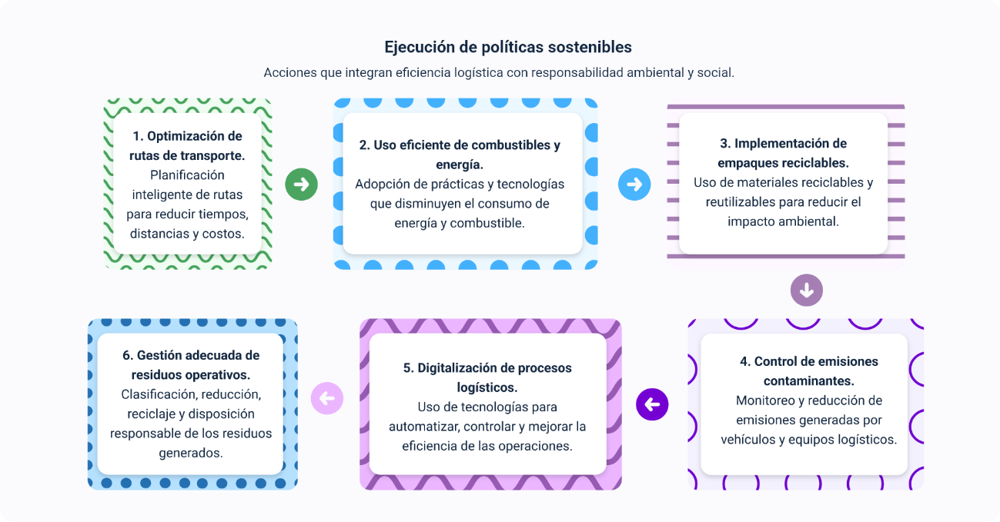 Ejecución de políticas sostenibles
Acciones que integran eficiencia logística con responsabilidad ambiental y social.
1. Optimización de
rutas de transporte.
Planificación
inteligente de rutas
para reducir tiempos,
distancias y costos.
2. Uso eficiente de combustibles y
energía.
Adopción de prácticas y tecnologías
que disminuyen el consumo de
energía y combustible.
3. Implementación de
empaques reciclables.
Uso de materiales reciclables y
reutilizables para reducir el
impacto ambiental.
4. Control de emisiones
contaminantes.
Monitoreo y reducción de
emisiones generadas por
vehículos y equipos logísticos.
5. Digitalización de procesos
logísticos.
Uso de tecnologías para
automatizar, controlar y mejorar la
eficiencia de las operaciones.
6. Gestión adecuada de
residuos operativos.
Clasificación, reducción,
reciclaje y disposición
responsable de los residuos
generados.